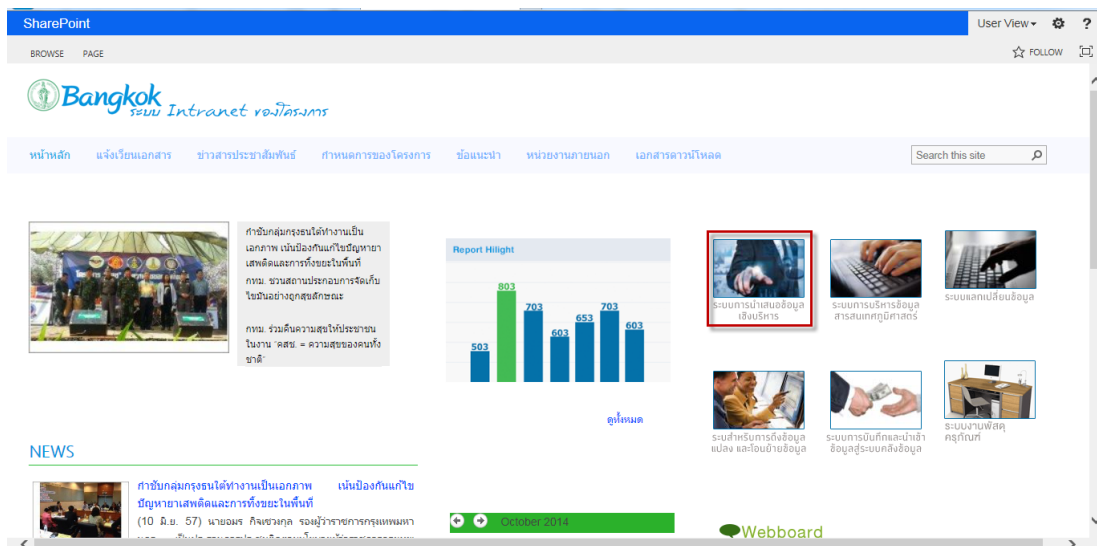 SharePoint
User View
?
BROWSE PAGE
FOLLOW
Bangkok
ระบบ Intranet ของโครงการ
หน้าหลัก แจ้งเวียนเอกสาร ข่าวสารประชาสัมพันธ์ กำหนดการของโครงการ ข้อแนะนำ หน่วยงานภายนอก เอกสารดาวน์โหลด
Search this site
กำชับกลุ่มกรุงธนใต้ทำงานเป็น
เอกภาพ เน้นป้องกันแก้ไขปัญหายา
เสพติดและการทิ้งขยะในพื้นที่
กทม. ชวนสถานประกอบการจัดเก็บ
ไขมันอย่างถูกสุขลักษณะ
กทม. ร่วมคืนความสุขให้ประชาชน
ในงาน "คสช. = ความสุขของคนทั้ง
ชาติ"
Report Hilight
503
803
703
603
653
703
603
ดูทั้งหมด
ระบบการนำเสนอข้อมูล
เชิงบริหาร
ระบบการบริหารข้อมูล
สารสนเทศภูมิศาสตร์
ระบบแลกเปลี่ยนข้อมูล
ระบสำหรับการดึงข้อมูล
แปลง และโอนย้ายข้อมูล
ระบบการบันทึกและนำเข้า
ข้อมูลสู่ระบบคลังข้อมูล
ระบบงานพัสดุ
ครุภัณฑ์
NEWS
กำชับกลุ่มกรุงธนใต้ทำงานเป็นเอกภาพ เน้นป้องกันแก้ไข
ปัญหายาเสพติดและการทิ้งขยะในพื้นที่
(10 มิ.ย. 57) นายอมร กิจเชวงกุล รองผู้ว่าราชการกรุงเทพมหา
October 2014
Webboard